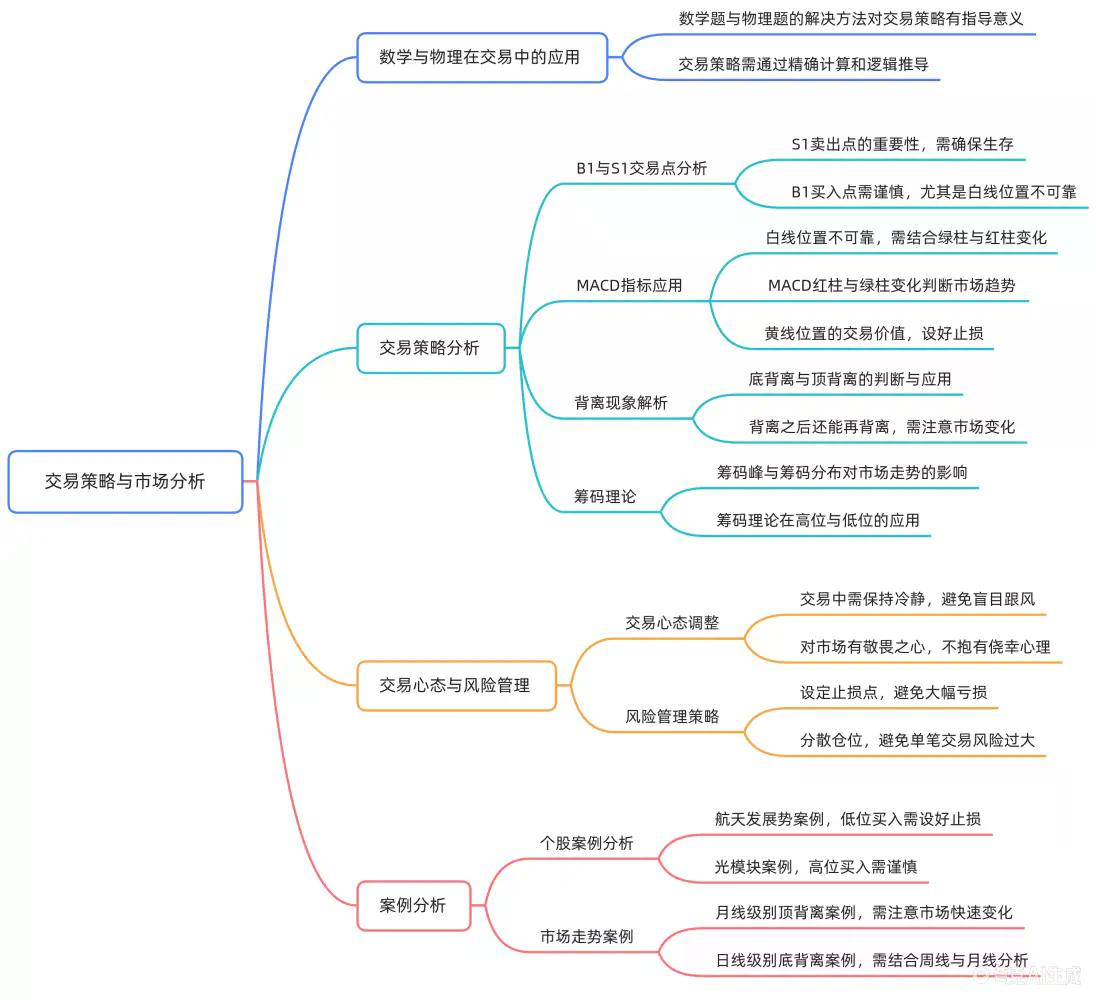 交易策略与市场分析
数学与物理在交易中的应用
数学题与物理题的解决方法对交易策略有指导意义
交易策略需通过精确计算和逻辑推导
交易策略分析
B1与S1交易点分析
S1卖出点的重要性，需确保生存
B1买入点需谨慎，尤其是白线位置不可靠
MACD指标应用
白线位置不可靠，需结合绿柱与红柱变化
MACD红柱与绿柱变化判断市场趋势
黄线位置的交易价值，设好止损
背离现象解析
底背离与顶背离的判断与应用
背离之后还能再背离，需注意市场变化
筹码理论
筹码峰与筹码分布对市场走势的影响
筹码理论在高位与低位的应用
交易心态与风险管理
交易心态调整
交易中需保持冷静，避免盲目跟风
对市场有敬畏之心，不抱有侥幸心理
风险管理策略
设定止损点，避免大幅亏损
分散仓位，避免单笔交易风险过大
案例分析
个股案例分析
航天发展势案例，低位买入需设好止损
光模块案例，高位买入需谨慎
市场走势案例
月线级别顶背离案例，需注意市场快速变化
日线级别底背离案例，需结合周线与月线分析
AI生成